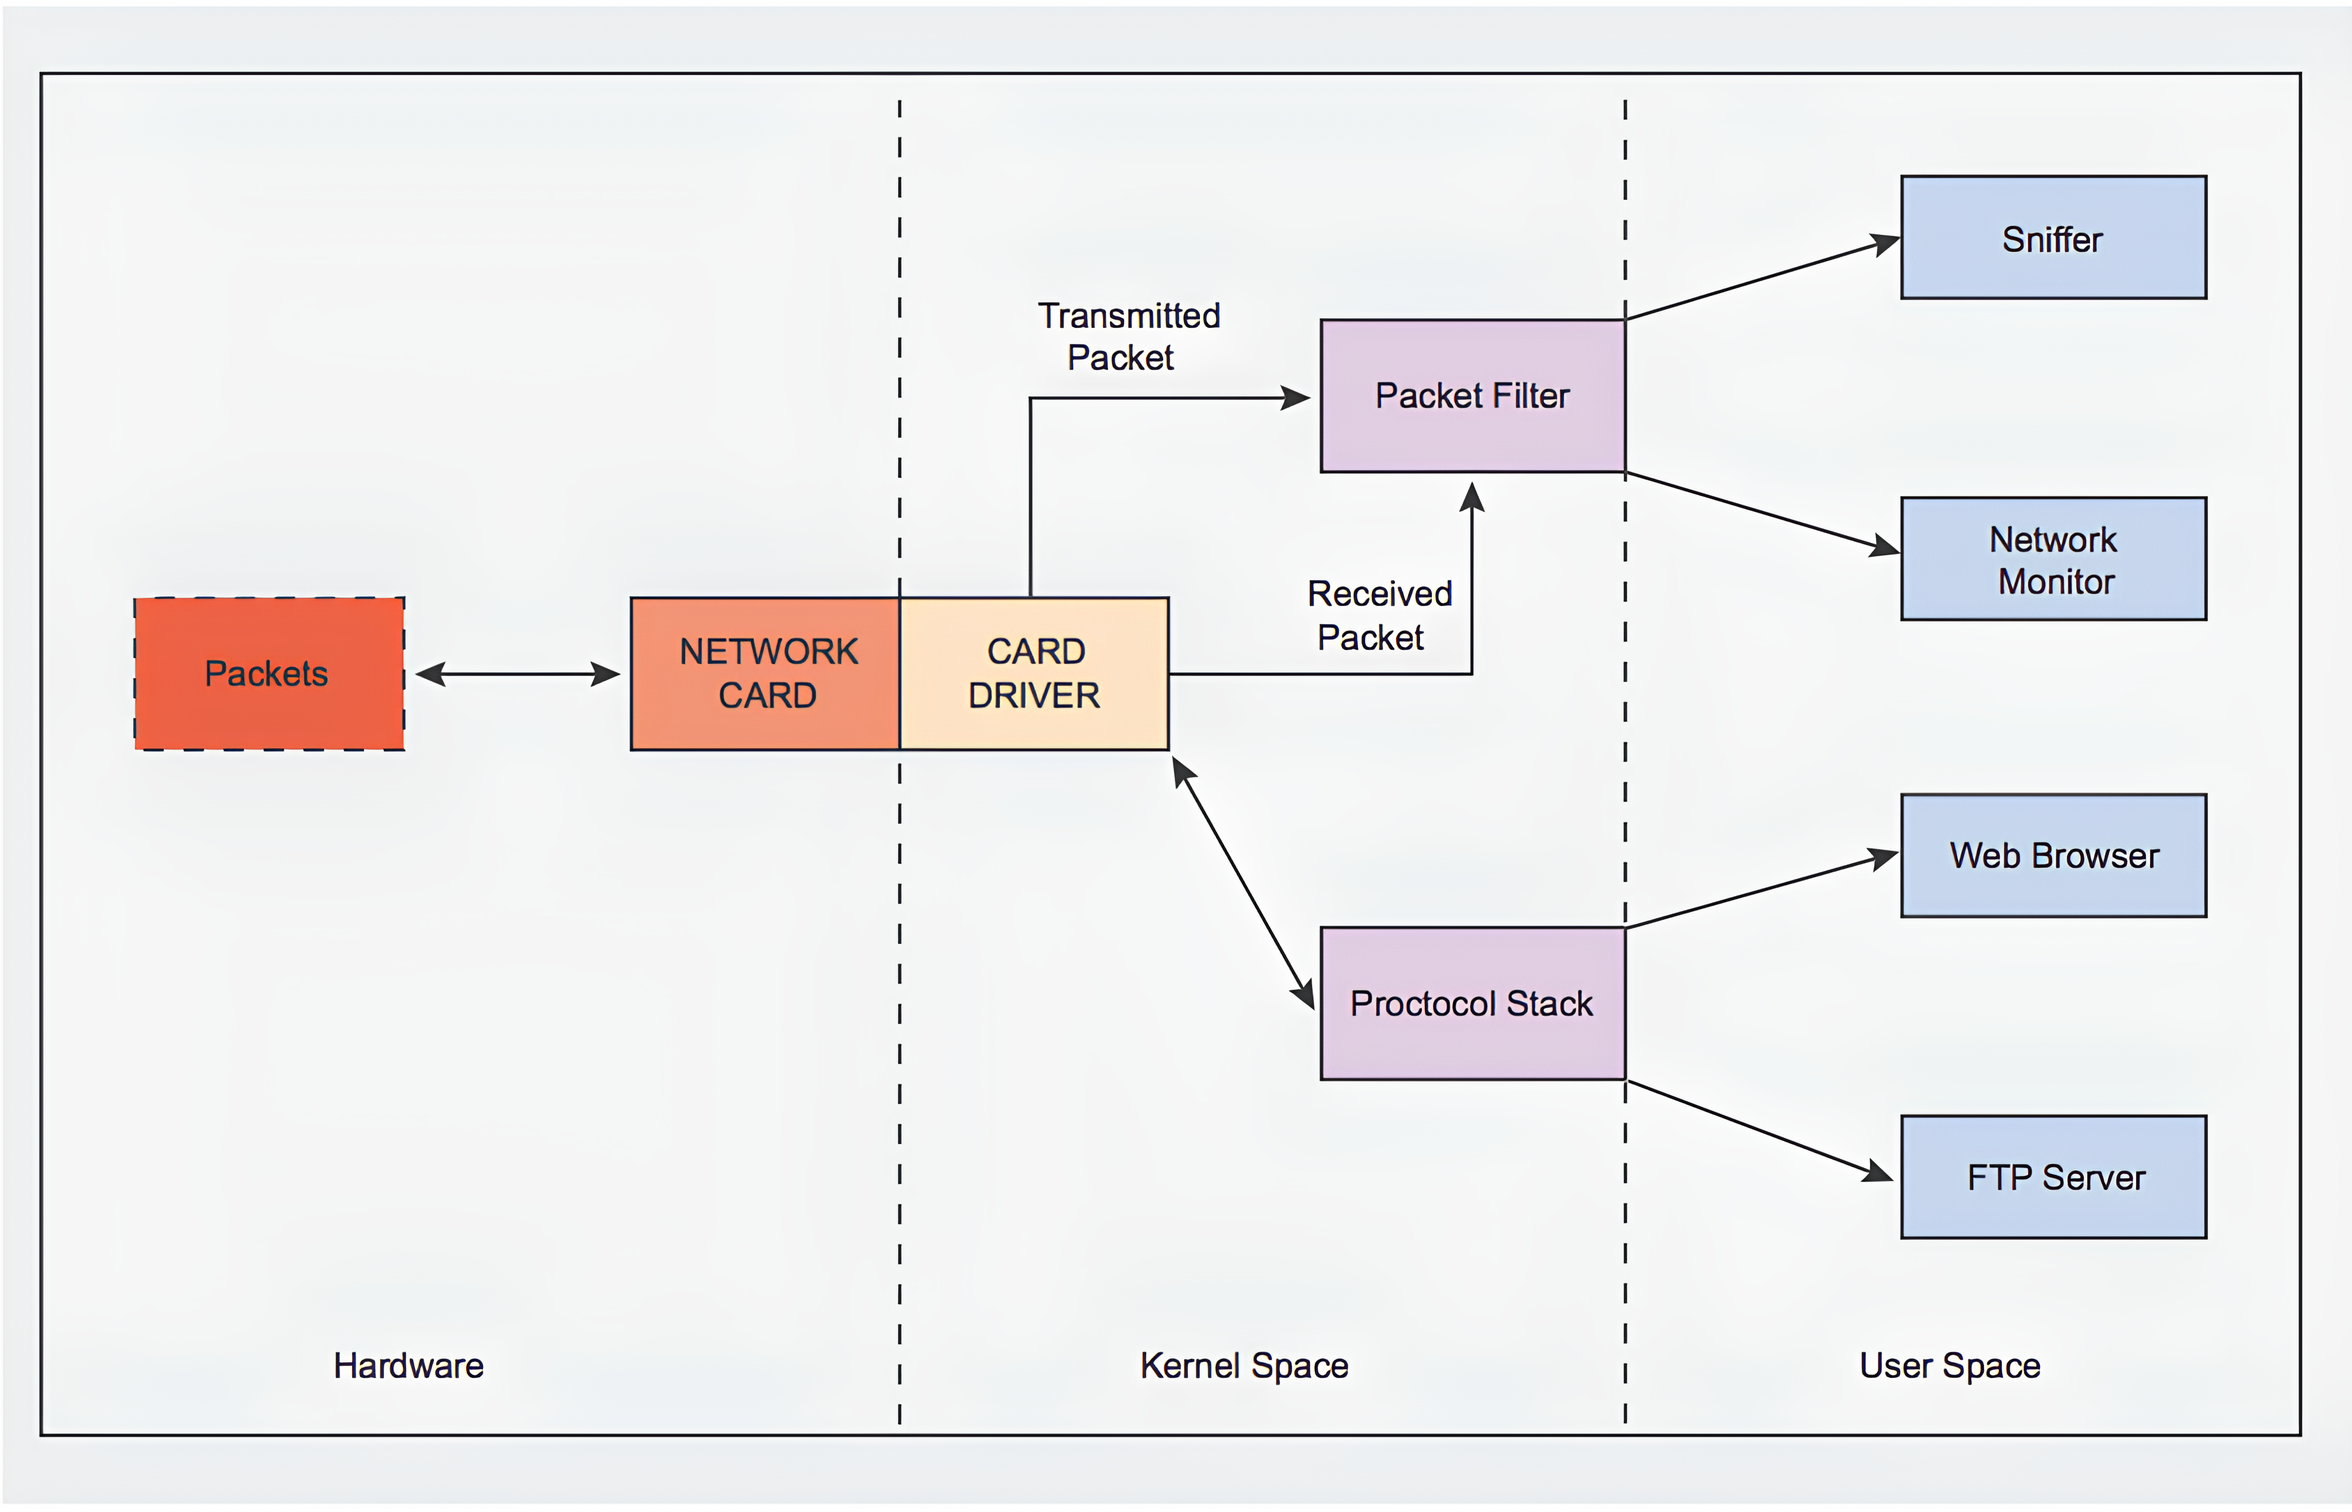 Sniffer
Transmitted
Packet
Packet Filter
Network
Monitor
Received
Packet
Packets
NETWORK
CARD
CARD
DRIVER
Web Browser
Proctocol Stack
FTP Server
Hardware
Kernel Space
User Space